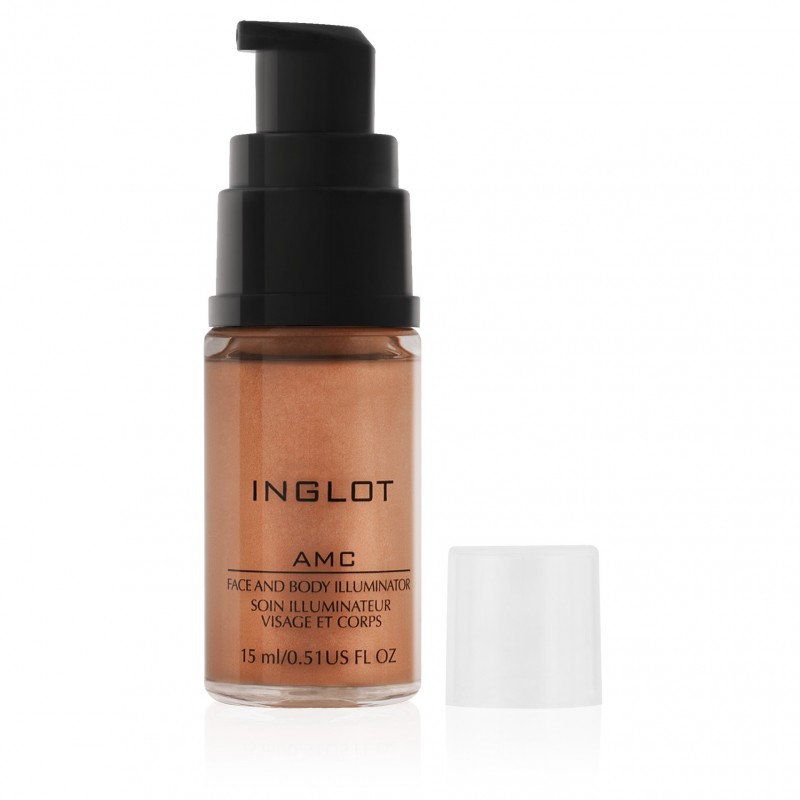 INGLOT
AMC
FACE AND BODY ILLUMINATOR
SOIN ILLUMINATEUR
VISAGE ET CORPS
15 ml/0.51US FL OZ